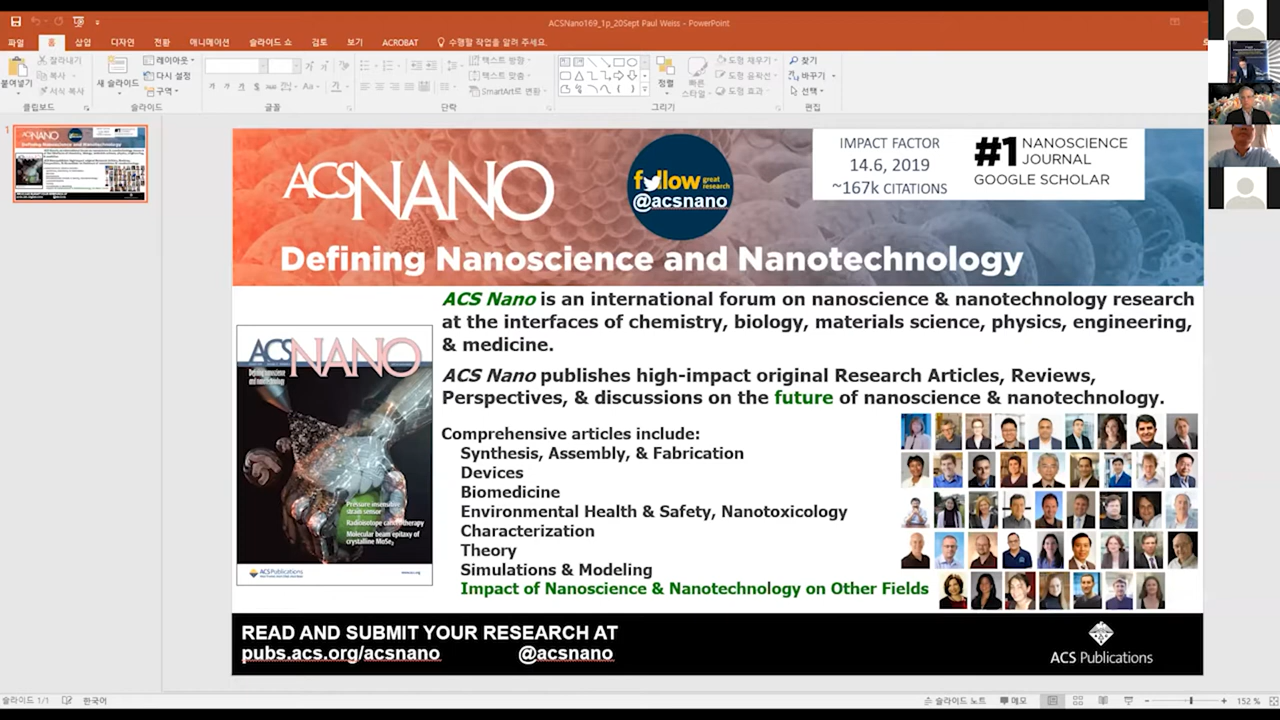 ACSNano169_1p_20Sept Paul Weiss - PowerPoint
파일 홈 삽입 디자인 전환 애니메이션 슬라이드 쇼 검토 보기 ACROBAT 수행할 작업을 알려 주세요.
붙여넣기
잘라내기
복사
서식 복사
클립보드
새 슬라이드
레이아웃
다시 설정
구역
슬라이드
글꼴
텍스트 방향
텍스트 맞춤
SmartArt로 변환
단락
정렬
빠른 스타일
도형 채우기
도형 윤곽선
도형 효과
그리기
찾기
바꾸기
선택
편집
1
ACSNANO
follow great research
@acsnano
IMPACT FACTOR
14.6, 2019
~167k CITATIONS
#1 NANOSCIENCE
JOURNAL
GOOGLE SCHOLAR
Defining Nanoscience and Nanotechnology
ACS Nano is an international forum on nanoscience & nanotechnology research
at the interfaces of chemistry, biology, materials science, physics, engineering,
& medicine.
ACS Nano publishes high-impact original Research Articles, Reviews,
Perspectives, & discussions on the future of nanoscience & nanotechnology.
Comprehensive articles include:
Synthesis, Assembly, & Fabrication
Devices
Biomedicine
Environmental Health & Safety, Nanotoxicology
Characterization
Theory
Simulations & Modeling
Impact of Nanoscience & Nanotechnology on Other Fields
ACSNANO
Pressure insensitive
strain sensor
Radioisotope cancer therapy
Molecular beam epitaxy of
crystalline MoSe₂
ACS Publications
READ AND SUBMIT YOUR RESEARCH AT
pubs.acs.org/acsnano @acsnano
ACS Publications
슬라이드 1/1 한국어 슬라이드 노트 메모 152 %